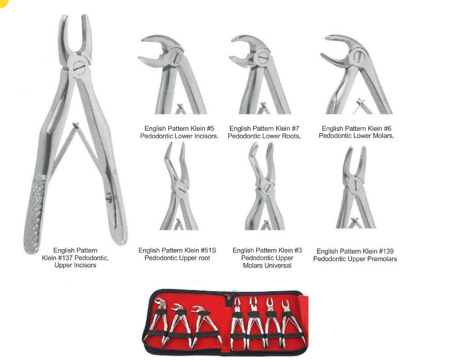 English Pattern Klein #5
Pedodontic Lower Incisors.
English Pattern Klein #7
Pedodontic Lower Roots,
English Pattern Klein #6
Pedodontic Lower Molars,
English Pattern
Klein #137 Pedodontic,
Upper Incisors
English Pattern Klein #51S
Pedodontic Upper root
English Pattern Klein #3
Pedodontic Upper
Molars Universal
English Pattern Klein #139
Pedodontic Upper Premolars